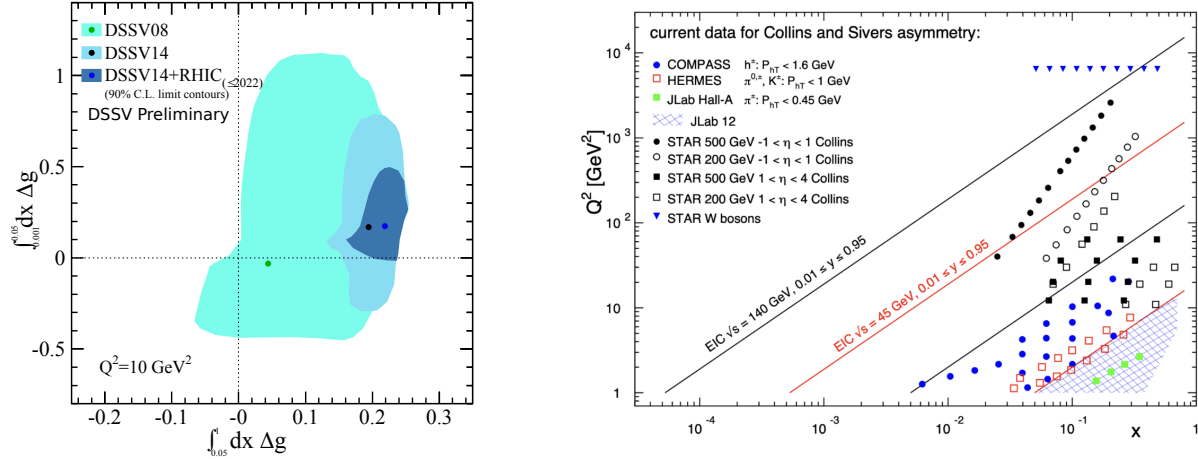 DSSV08
DSSV14
DSSV14+RHIC(≤2022)
(90% C.L. limit contours)
DSSV Preliminary
1
0.5
0
-0.5
∫0.001^0.05 dx Δg
Q²=10 GeV²
-0.2 -0.1 -0 0.1 0.2 0.3
∫0.05^1 dx Δg
current data for Collins and Sivers asymmetry:
COMPASS h±: PhT < 1.6 GeV
HERMES π0,±, K±: PhT < 1 GeV
JLab Hall-A π±: PhT < 0.45 GeV
JLab 12
STAR 500 GeV -1 < η < 1 Collins
STAR 200 GeV -1 < η < 1 Collins
STAR 500 GeV 1 < η < 4 Collins
STAR 200 GeV 1 < η < 4 Collins
STAR W bosons
EIC √s = 140 GeV, 0.01 ≤ y ≤ 0.95
EIC √s = 45 GeV, 0.01 ≤ y ≤ 0.95
Q² [GeV²]
10⁴
10³
10²
10
1
10⁻⁴ 10⁻³ 10⁻² 10⁻¹ x 1